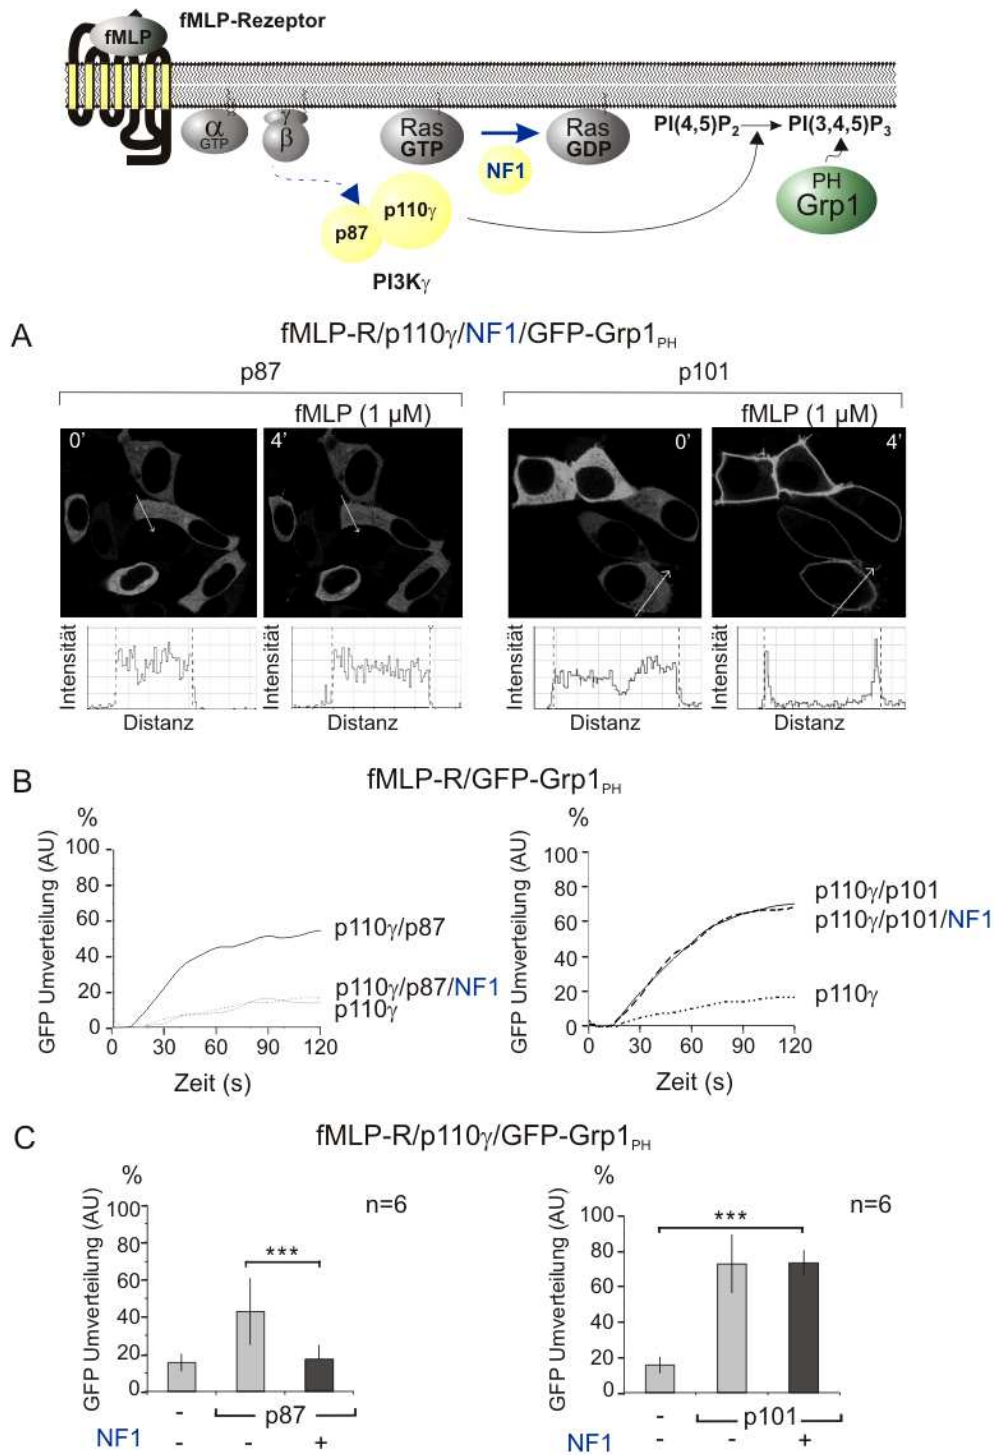 fMLP-Rezeptor
fMLP
α
GTP
γ
β
Ras
GTP
NF1
Ras
GDP
PI(4,5)P2
PI(3,4,5)P3
PH
Grp1
p87
p110γ
PI3Kγ
A
fMLP-R/p110γ/NF1/GFP-Grp1PH
p87
p101
fMLP (1 µM)
fMLP (1 µM)
0'
4'
0'
4'
Intensität
Intensität
Intensität
Intensität
Distanz
Distanz
Distanz
Distanz
B
fMLP-R/GFP-Grp1PH
%
GFP Umverteilung (AU)
100
80
60
40
20
0
0 30 60 90 120
Zeit (s)
p110γ/p87
p110γ/p87/NF1
p110γ
%
GFP Umverteilung (AU)
100
80
60
40
20
0
0 30 60 90 120
Zeit (s)
p110γ/p101
p110γ/p101/NF1
p110γ
C
fMLP-R/p110γ/GFP-Grp1PH
%
GFP Umverteilung (AU)
100
80
60
40
20
0
n=6
***
- p87
NF1 - - +
%
GFP Umverteilung (AU)
100
80
60
40
20
0
n=6
***
- p101
NF1 - - +